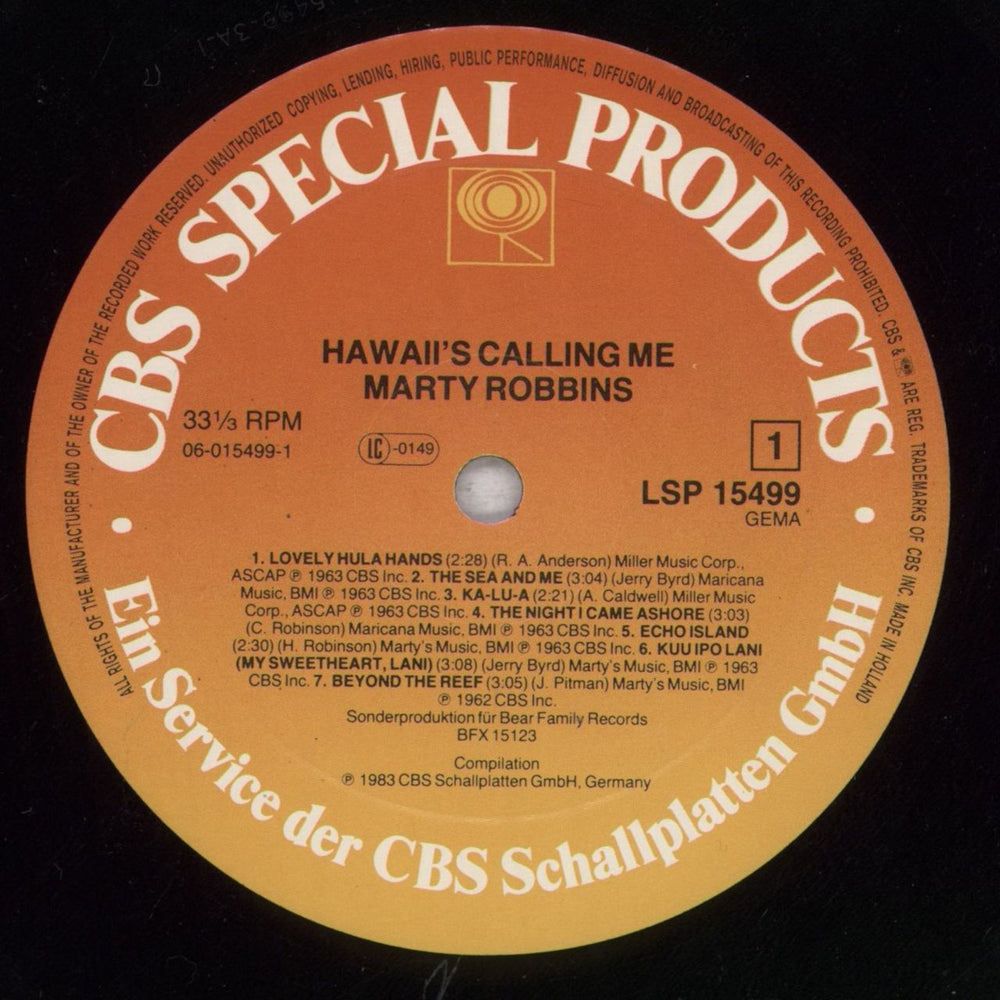 ALL RIGHTS OF THE MANUFACTURER AND OF THE OWNER OF THE RECORDED WORK RESERVED. UNAUTHORIZED COPYING, LENDING, HIRING, PUBLIC PERFORMANCE, DIFFUSION AND BROADCASTING OF THIS RECORDING PROHIBITED. CBS & ARE REG. TRADEMARKS OF CBS INC. MADE IN HOLLAND
CBS SPECIAL PRODUCTS
HAWAII'S CALLING ME
MARTY ROBBINS
33⅓ RPM
06-015499-1
LC -0149
1
LSP 15499
GEMA
1. LOVELY HULA HANDS (2:28) (R. A. Anderson) Miller Music Corp.,
ASCAP ℗ 1963 CBS Inc. 2. THE SEA AND ME (3:04) (Jerry Byrd) Maricana
Music, BMI ℗ 1963 CBS Inc. 3. KA-LU-A (2:21) (A. Caldwell) Miller Music
Corp., ASCAP ℗ 1963 CBS Inc. 4. THE NIGHT I CAME ASHORE (3:03)
(C. Robinson) Maricana Music, BMI ℗ 1963 CBS Inc. 5. ECHO ISLAND
(2:30) (H. Robinson) Marty's Music, BMI ℗ 1963 CBS Inc. 6. KUU IPO LANI
(MY SWEETHEART, LANI) (3:08) (Jerry Byrd) Marty's Music, BMI ℗ 1963
CBS Inc. 7. BEYOND THE REEF (3:05) (J. Pitman) Marty's Music, BMI
℗ 1962 CBS Inc.
Sonderproduktion für Bear Family Records
BFX 15123
Compilation
℗ 1983 CBS Schallplatten GmbH, Germany
• Ein Service der CBS Schallplatten GmbH •